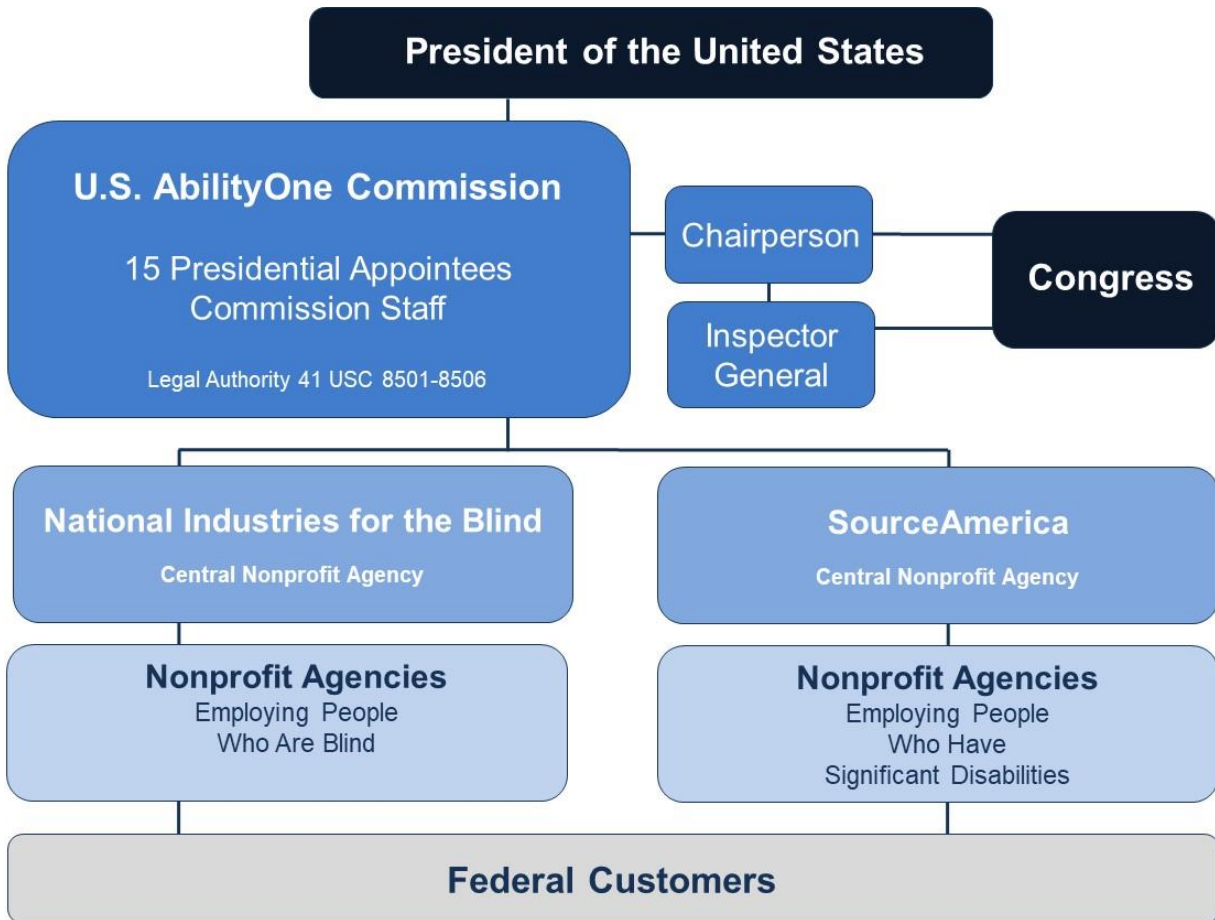 President of the United States
U.S. AbilityOne Commission
15 Presidential Appointees
Commission Staff
Legal Authority 41 USC 8501-8506
Chairperson
Inspector
General
Congress
National Industries for the Blind
Central Nonprofit Agency
SourceAmerica
Central Nonprofit Agency
Nonprofit Agencies
Employing People
Who Are Blind
Nonprofit Agencies
Employing People
Who Have
Significant Disabilities
Federal Customers